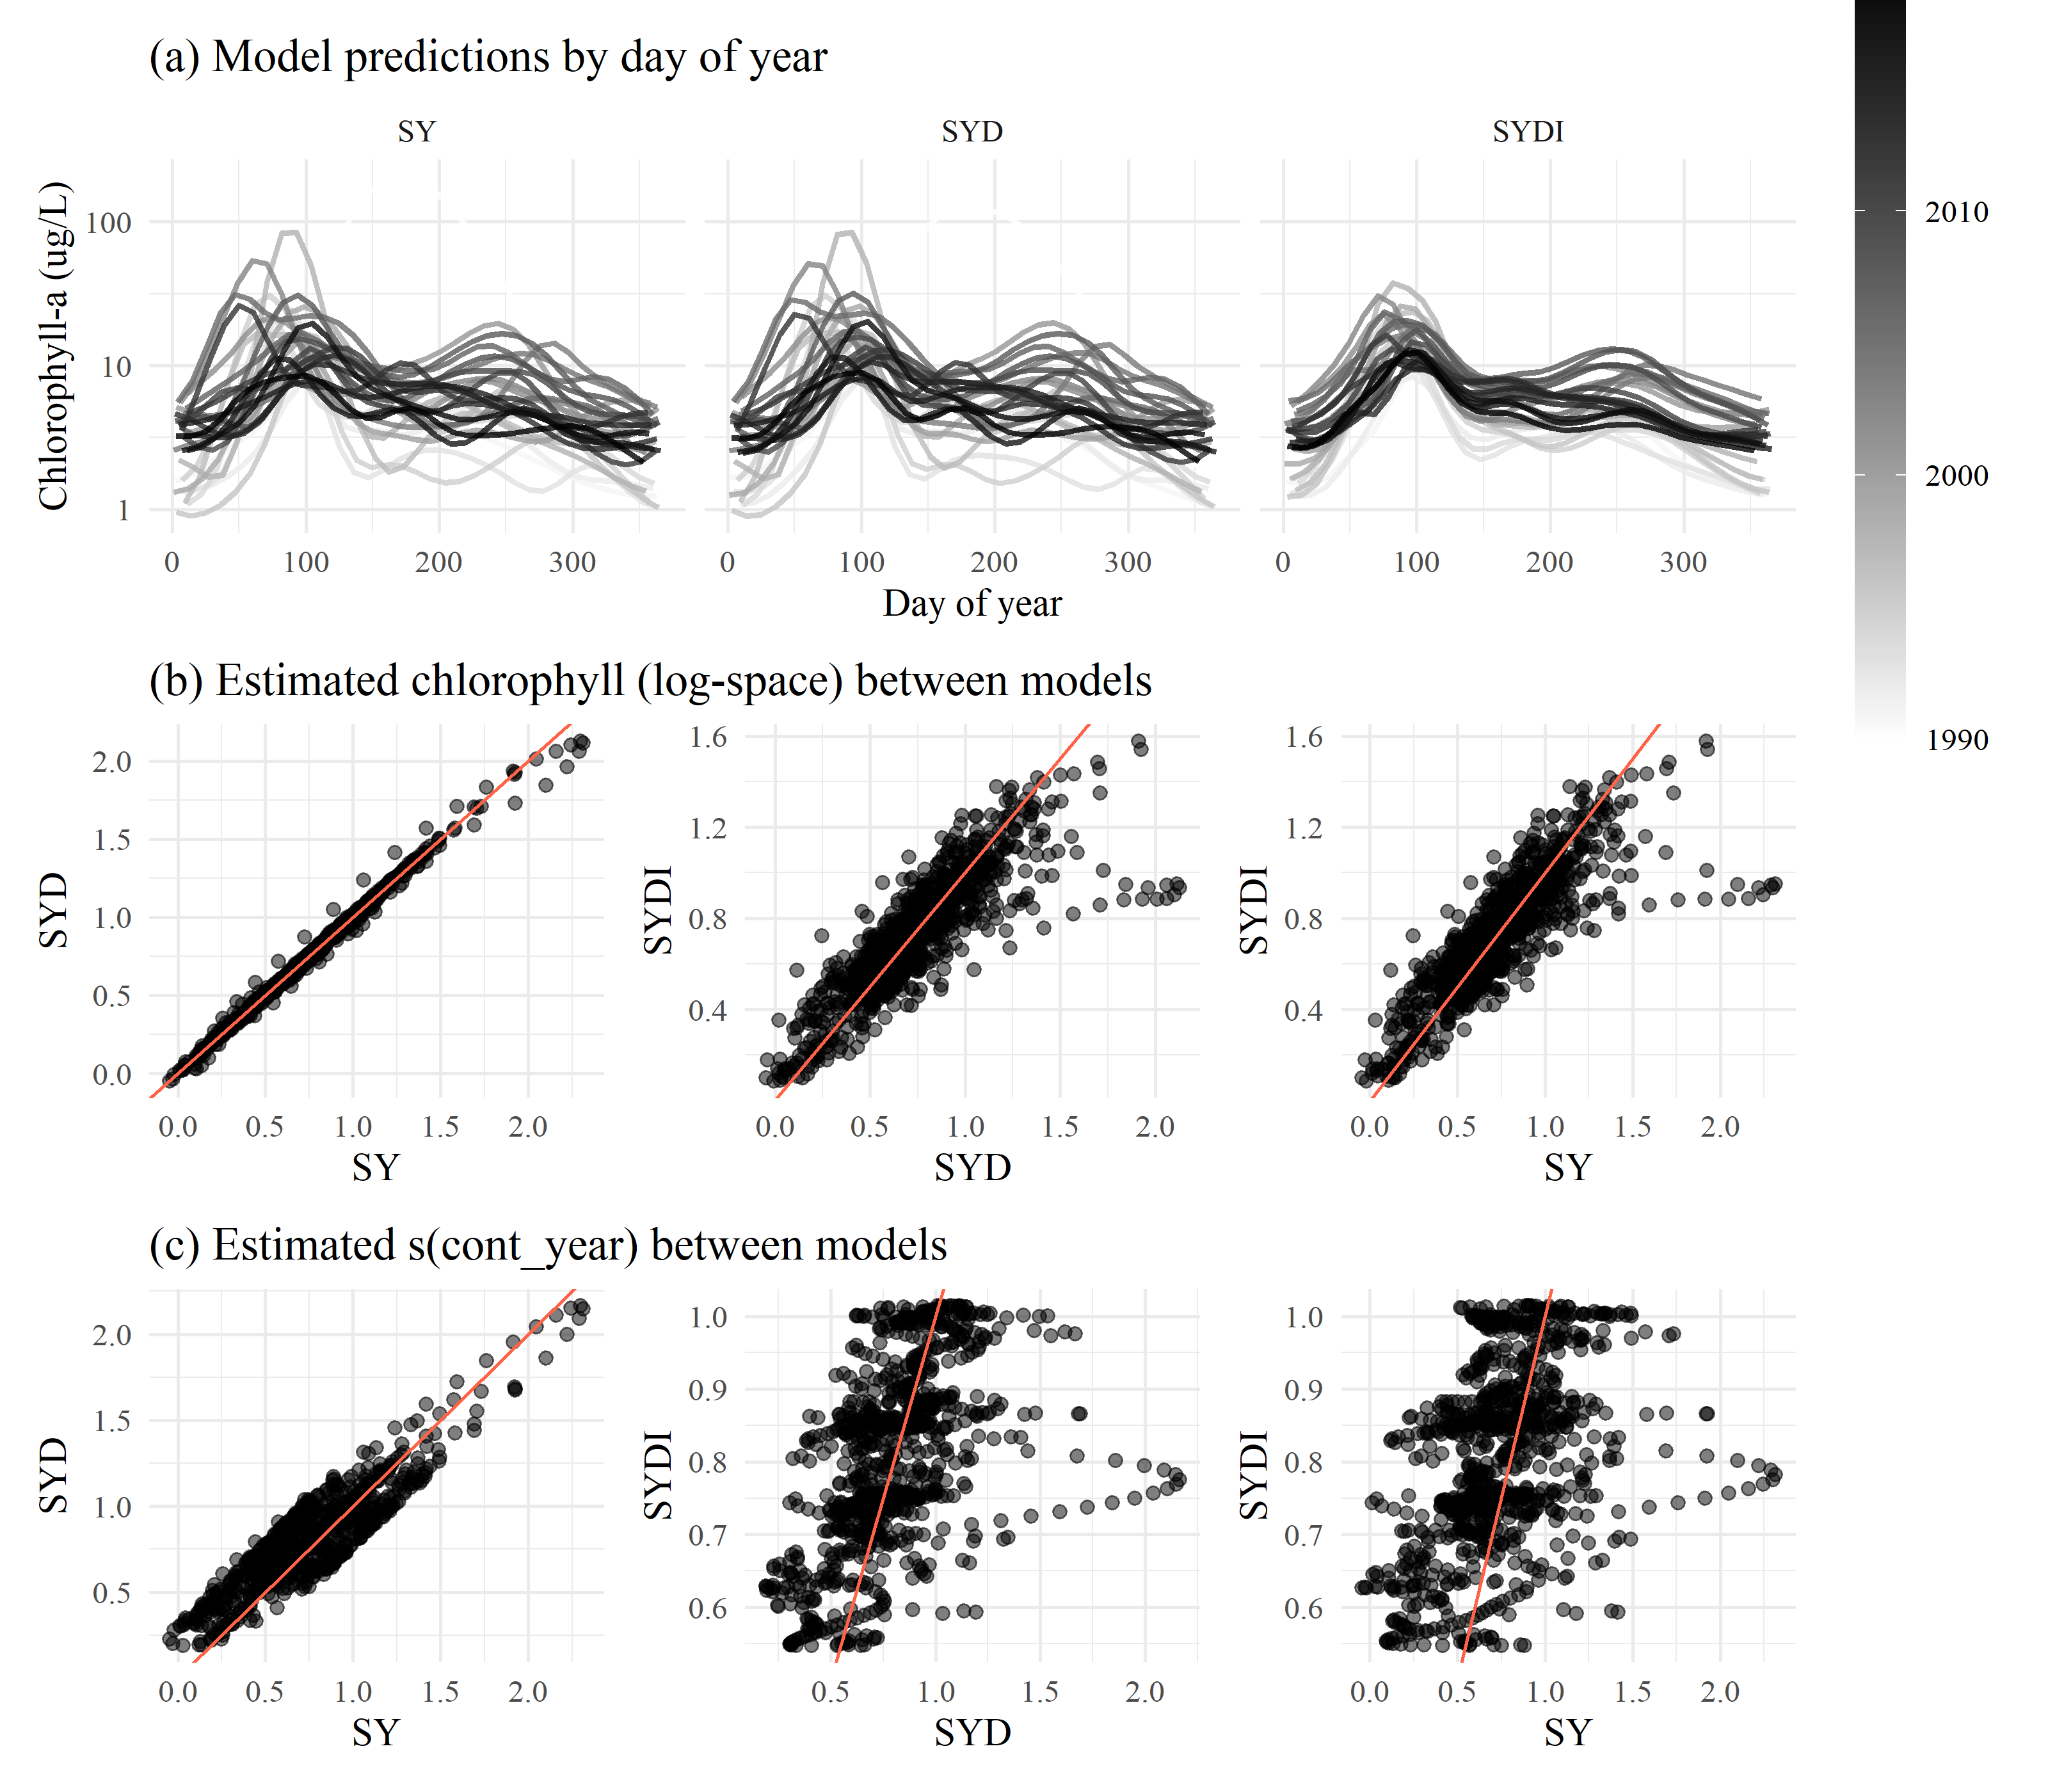 (a) Model predictions by day of year
SY SYD SYDI
Chlorophyll-a (ug/L)
100
10
1
0 100 200 300 0 100 200 300 0 100 200 300
Day of year
2010
2000
1990
(b) Estimated chlorophyll (log-space) between models
SYD
2.0
1.5
1.0
0.5
0.0
0.0 0.5 1.0 1.5 2.0
SY
SYDI
1.6
1.2
0.8
0.4
0.0 0.5 1.0 1.5 2.0
SYD
SYDI
1.6
1.2
0.8
0.4
0.0 0.5 1.0 1.5 2.0
SY
(c) Estimated s(cont_year) between models
SYD
2.0
1.5
1.0
0.5
0.0 0.5 1.0 1.5 2.0
SY
SYDI
1.0
0.9
0.8
0.7
0.6
0.5 1.0 1.5 2.0
SYD
SYDI
1.0
0.9
0.8
0.7
0.6
0.0 0.5 1.0 1.5 2.0
SY